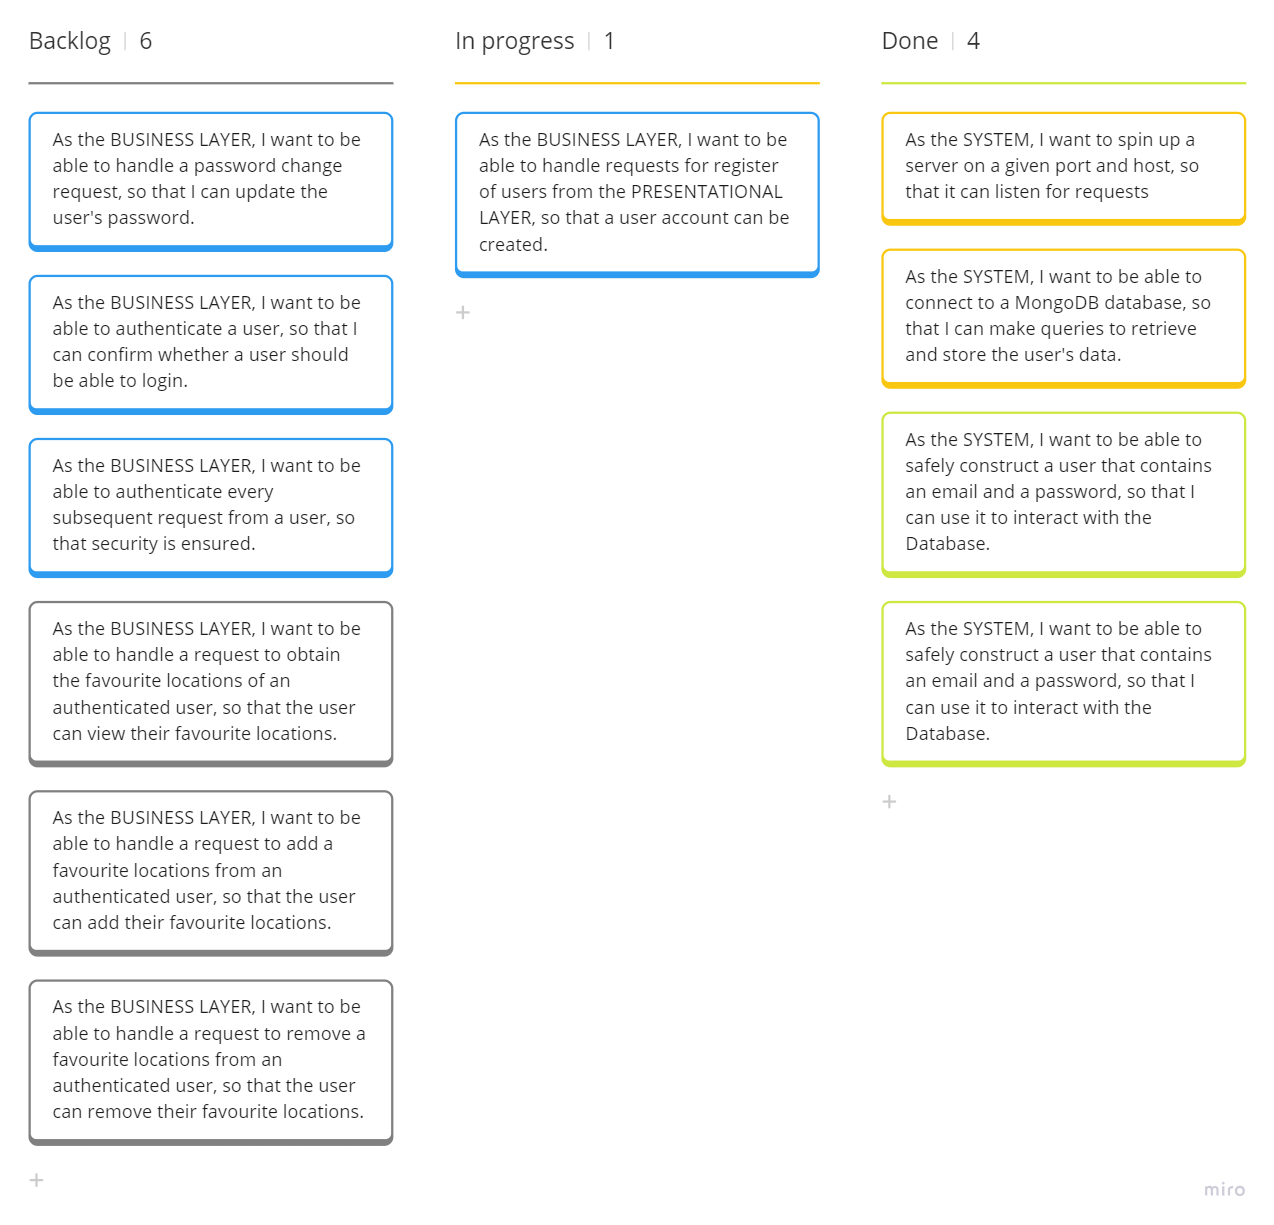 Backlog | 6
As the BUSINESS LAYER, I want to be
able to handle a password change
request, so that I can update the
user's password.
As the BUSINESS LAYER, I want to be
able to authenticate a user, so that I
can confirm whether a user should
be able to login.
As the BUSINESS LAYER, I want to be
able to authenticate every
subsequent request from a user, so
that security is ensured.
As the BUSINESS LAYER, I want to be
able to handle a request to obtain
the favourite locations of an
authenticated user, so that the user
can view their favourite locations.
As the BUSINESS LAYER, I want to be
able to handle a request to add a
favourite locations from an
authenticated user, so that the user
can add their favourite locations.
As the BUSINESS LAYER, I want to be
able to handle a request to remove a
favourite locations from an
authenticated user, so that the user
can remove their favourite locations.
+
In progress | 1
As the BUSINESS LAYER, I want to be
able to handle requests for register
of users from the PRESENTATIONAL
LAYER, so that a user account can be
created.
+
Done | 4
As the SYSTEM, I want to spin up a
server on a given port and host, so
that it can listen for requests
As the SYSTEM, I want to be able to
connect to a MongoDB database, so
that I can make queries to retrieve
and store the user's data.
As the SYSTEM, I want to be able to
safely construct a user that contains
an email and a password, so that I
can use it to interact with the
Database.
As the SYSTEM, I want to be able to
safely construct a user that contains
an email and a password, so that I
can use it to interact with the
Database.
+
miro